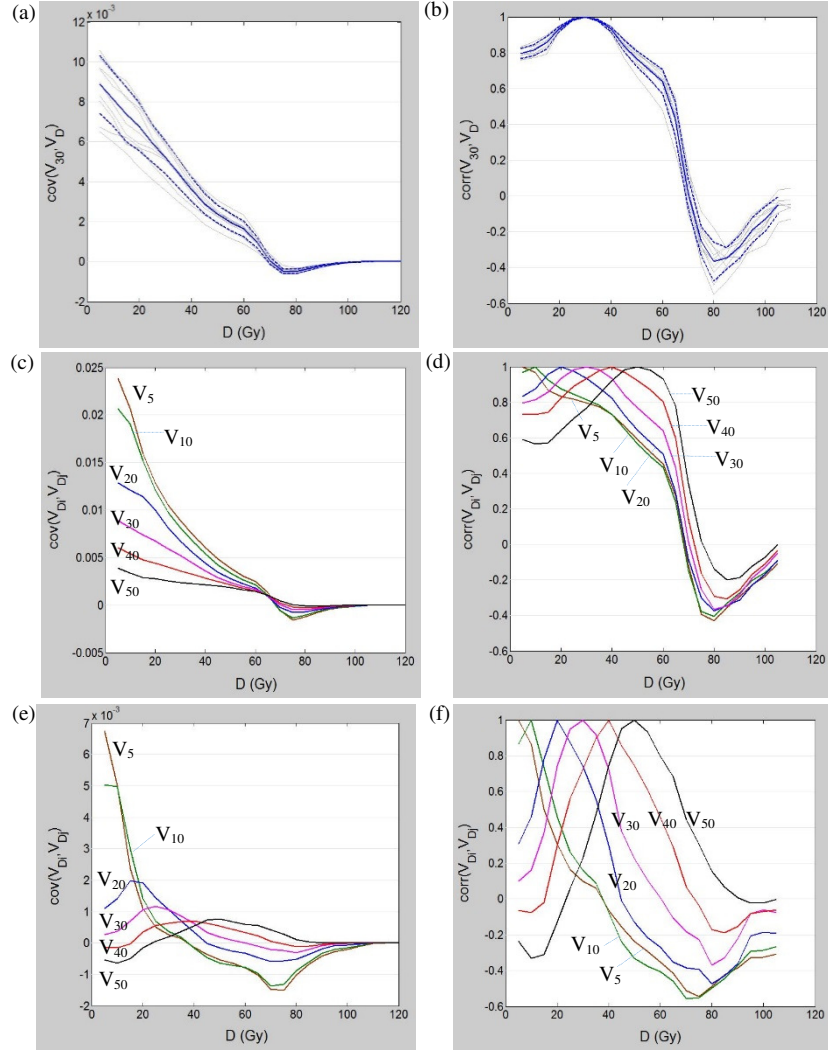 (a)
12 x 10⁻³
10
8
6
4
2
0
-2
cov(V30,VD)
0 20 40 60 80 100 120
D (Gy)
(b)
1
0.8
0.6
0.4
0.2
0
-0.2
-0.4
-0.6
corr(V30,VD)
0 20 40 60 80 100 120
D (Gy)
(c)
0.025
0.02
0.015
0.01
0.005
0
-0.005
cov(VDi,VDj)
V5
V10
V20
V30
V40
V50
0 20 40 60 80 100 120
D (Gy)
(d)
1
0.8
0.6
0.4
0.2
0
-0.2
-0.4
-0.6
corr(VDi,VDj)
V50
V40
V5
V30
V10
V20
0 20 40 60 80 100 120
D (Gy)
(e)
7 x 10⁻³
6
5
4
3
2
1
0
-1
-2
cov(VDi,VDj)
V5
V10
V20
V30
V40
V50
0 20 40 60 80 100 120
D (Gy)
(f)
1
0.8
0.6
0.4
0.2
0
-0.2
-0.4
-0.6
corr(VDi,VDj)
V30
V40
V50
V20
V10
V5
0 20 40 60 80 100 120
D (Gy)